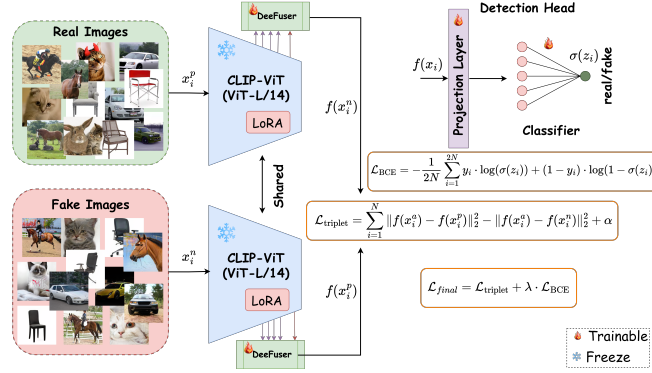 Real Images
x_i^p
CLIP-ViT
(ViT-L/14)
LoRA
DeeFuser
f(x_i^n)
Shared
Fake Images
x_i^n
CLIP-ViT
(ViT-L/14)
LoRA
DeeFuser
f(x_i^p)
Detection Head
f(x_i)
Projection Layer
σ(z_i)
real/fake
Classifier
L_BCE = -1/2N ∑_{i=1}^{2N} y_i · log(σ(z_i)) + (1 − y_i) · log(1 − σ(z_i)
L_triplet = ∑_{i=1}^{N} ‖f(x_i^a) − f(x_i^p)‖_2^2 − ‖f(x_i^a) − f(x_i^n)‖_2^2 + α
L_final = L_triplet + λ · L_BCE
Trainable
Freeze